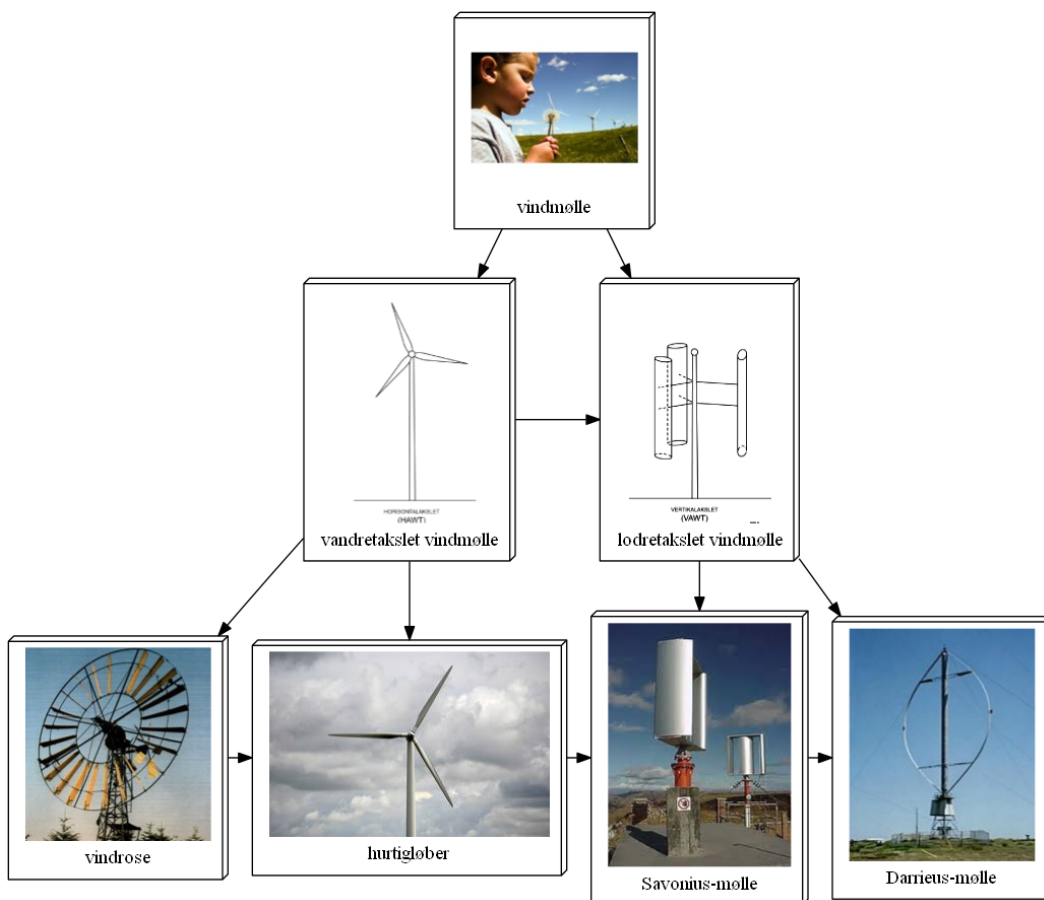 vindmølle
HORISONTALAKSLET
(HAWT)
vandretakslet vindmølle
VERTIKALAKSLET
(VAWT)
lodretakslet vindmølle
vindrose
hurtigløber
Savonius-mølle
Darrieus-mølle